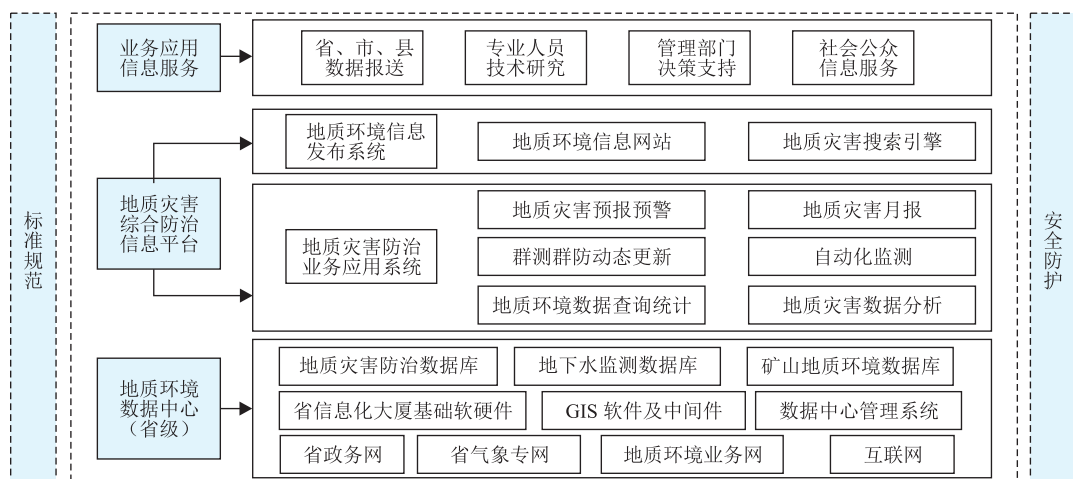 标准规范
业务应用
信息服务
省、市、县
数据报送
专业人员
技术研究
管理部门
决策支持
社会公众
信息服务
地质灾害
综合防治
信息平台
地质环境信息
发布系统
地质环境信息网站
地质灾害搜索引擎
地质灾害防治
业务应用系统
地质灾害预报预警
地质灾害月报
群测群防动态更新
自动化监测
地质环境数据查询统计
地质灾害数据分析
地质环境
数据中心
（省级）
地质灾害防治数据库
地下水监测数据库
矿山地质环境数据库
省信息化大厦基础软硬件
GIS 软件及中间件
数据中心管理系统
省政务网
省气象专网
地质环境业务网
互联网
安全防护